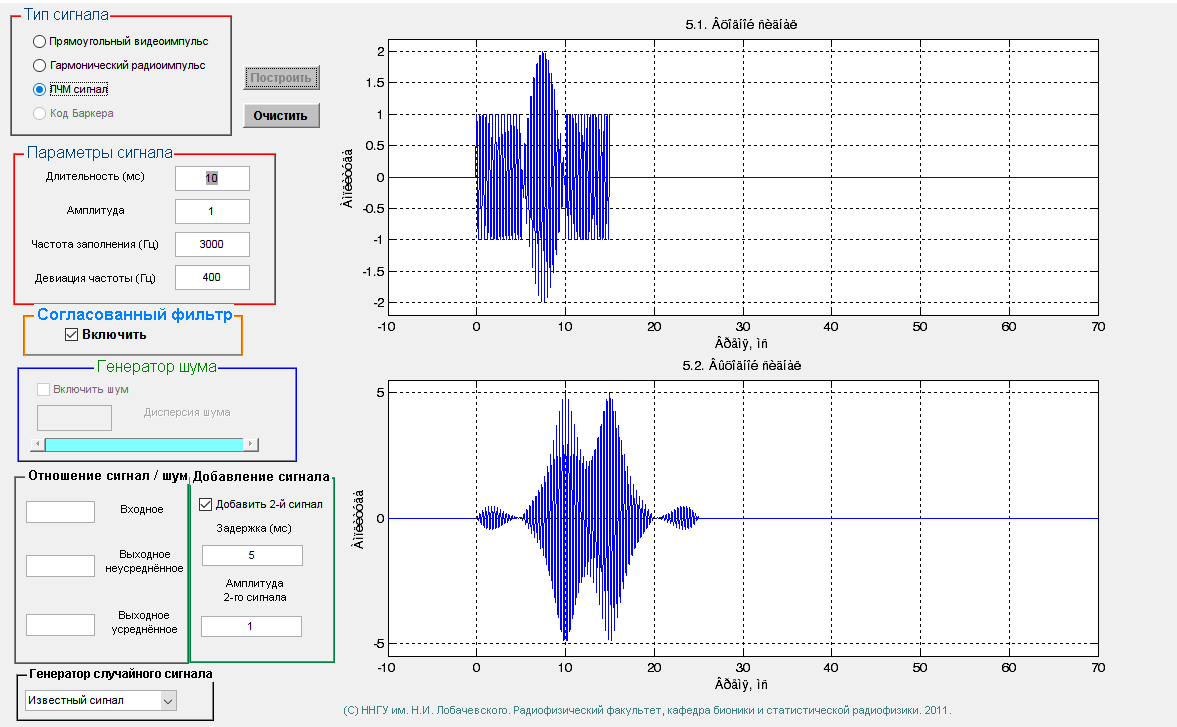 Тип сигнала
Прямоугольный видеоимпульс
Гармонический радиоимпульс
ЛЧМ сигнал
Код Баркера
Построить
Очистить
Параметры сигнала
Длительность (мс)
10
Амплитуда
1
Частота заполнения (Гц)
3000
Девиация частоты (Гц)
400
Согласованный фильтр
Включить
Генератор шума
Включить шум
Дисперсия шума
Отношение сигнал / шум
Входное
Выходное
неусреднённое
Выходное
усреднённое
Добавление сигнала
Добавить 2-й сигнал
Задержка (мс)
5
Амплитуда
2-го сигнала
1
Генератор случайного сигнала
Известный сигнал
5.1. Âõîäíîé ñèãíàë
Àìïëèòóäà
2
1.5
1
0.5
0
-0.5
-1
-1.5
-2
-10 0 10 20 30 40 50 60 70
Âðåìÿ, ìñ
5.2. Âûõîäíîé ñèãíàë
Àìïëèòóäà
5
0
-5
-10 0 10 20 30 40 50 60 70
Âðåìÿ, ìñ
(С) ННГУ им. Н.И. Лобачевского. Радиофизический факультет, кафедра бионики и статистической радиофизики. 2011.